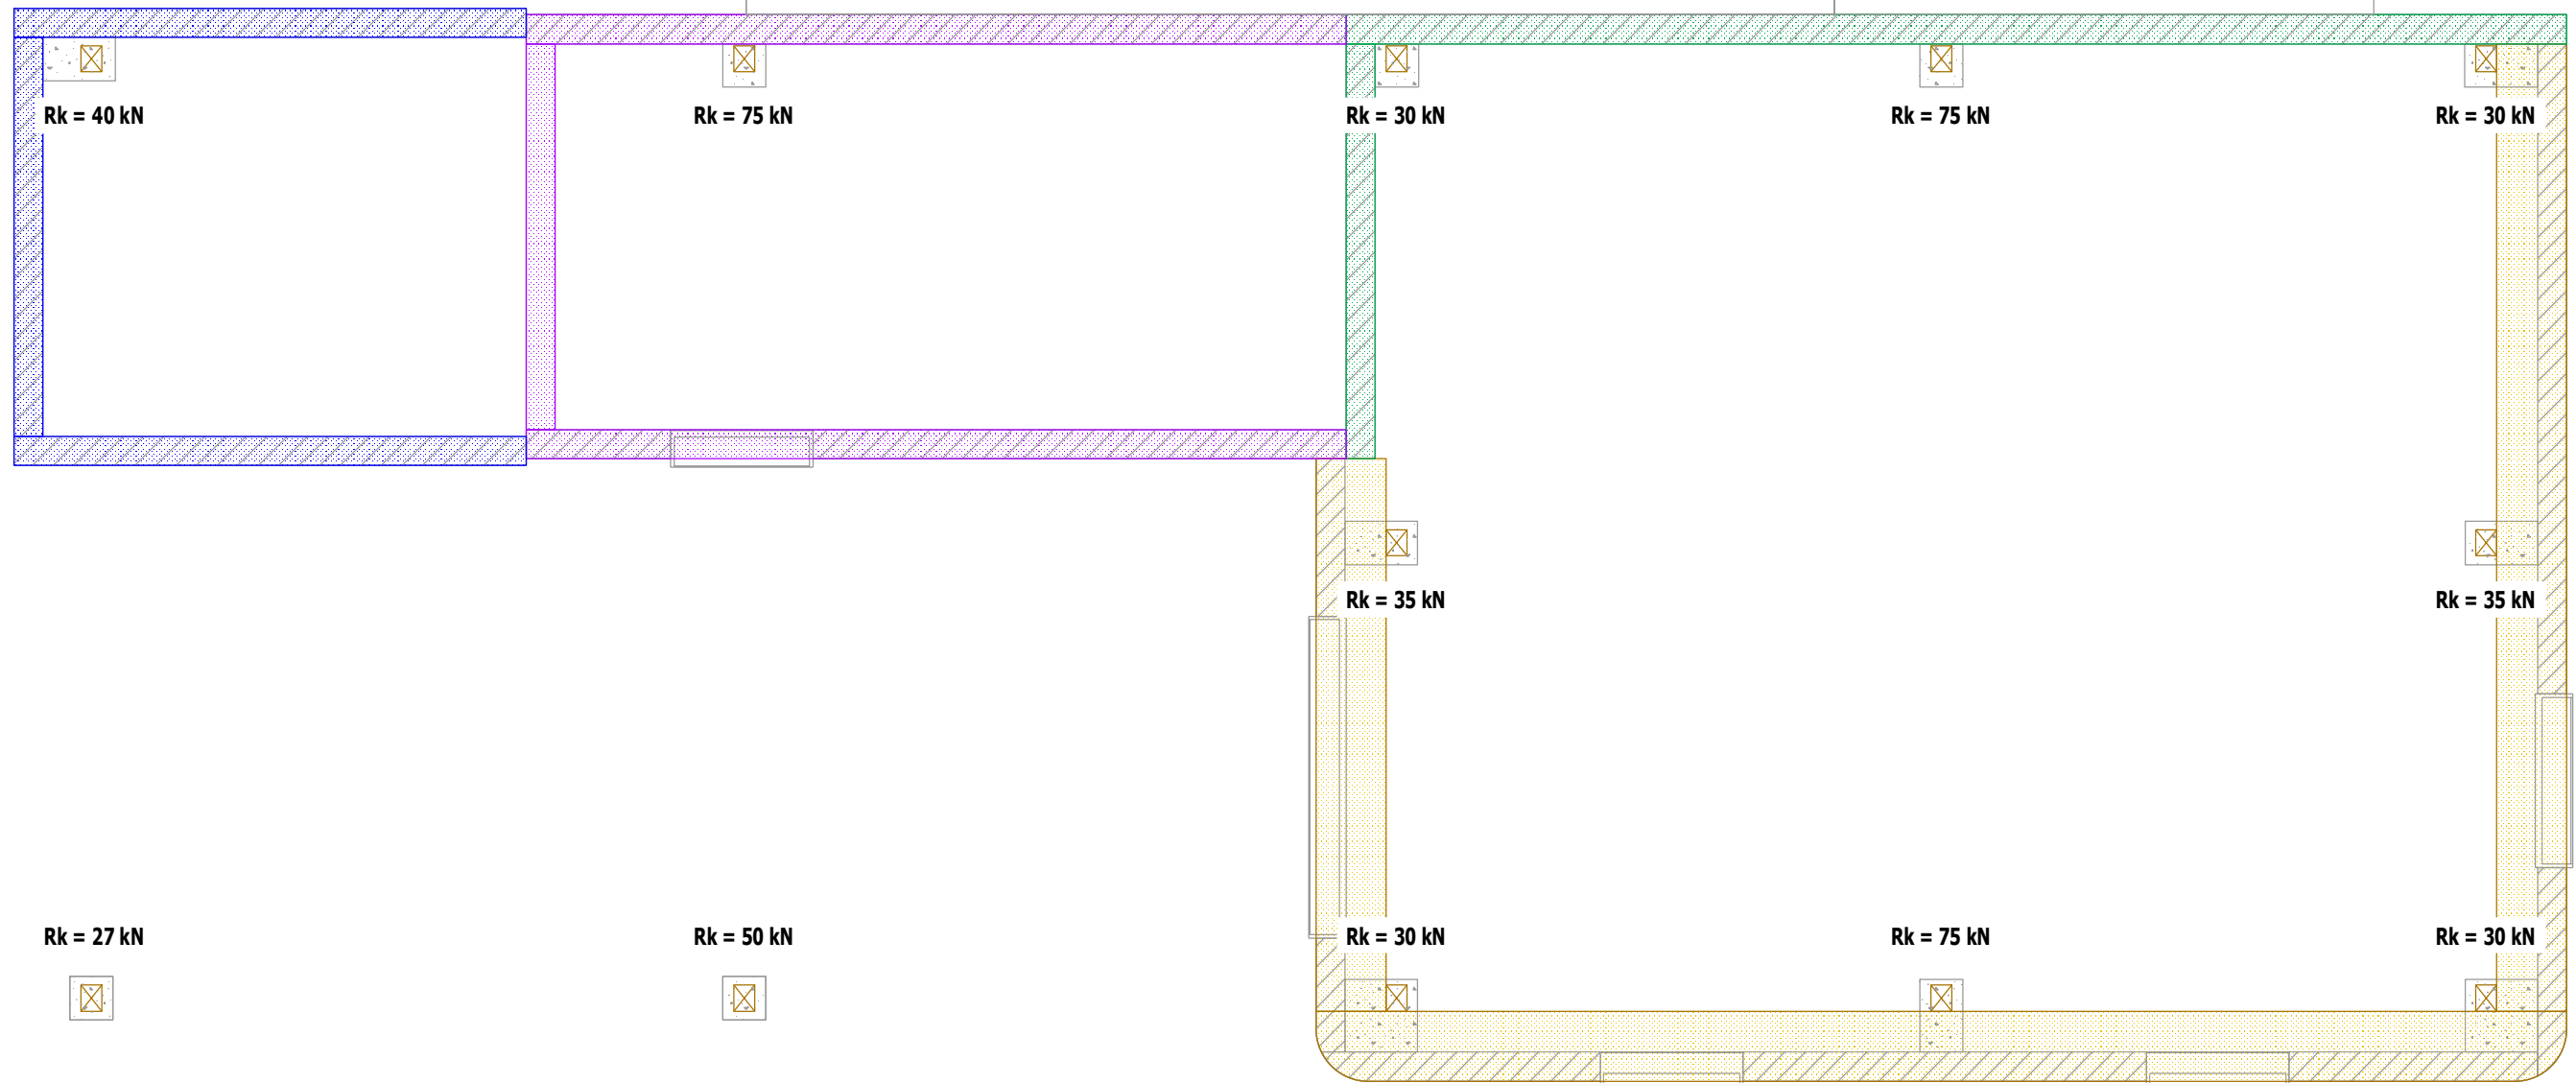 Rk = 40 kN
Rk = 75 kN
Rk = 30 kN
Rk = 75 kN
Rk = 30 kN
Rk = 35 kN
Rk = 35 kN
Rk = 27 kN
Rk = 50 kN
Rk = 30 kN
Rk = 75 kN
Rk = 30 kN